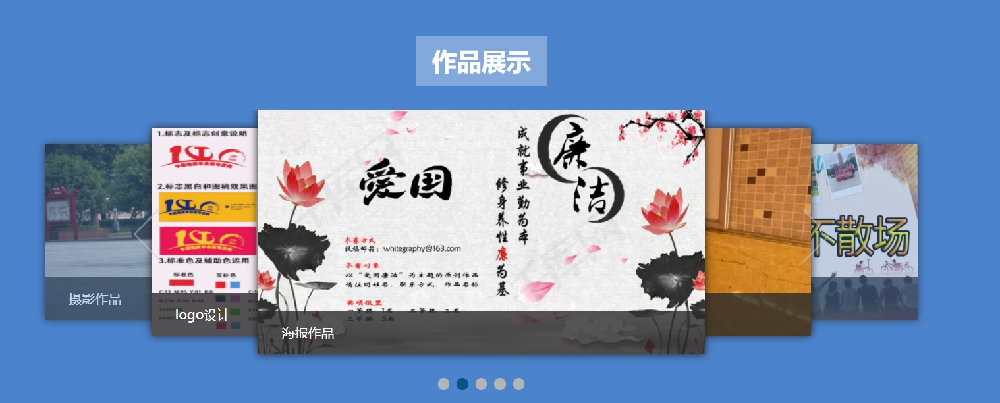 作品展示
摄影作品
1.标志及标志创意说明
2.标志黑白和图稿效果图
3.标准色及辅助色运用
标准色 互补色
C:13 M:95 Y:81 K:0
logo设计
爱国
廉洁
成就事业勤为本
修身养性廉为基
参赛方式
投稿邮箱：whitegraphy@163.com
参赛对象
以“爱国廉洁”为主题的原创作品
请注明姓名、联系方式、作品名称
奖项设置
一等奖 1名 二等奖 三名
三等奖 5名
海报作品
不散场